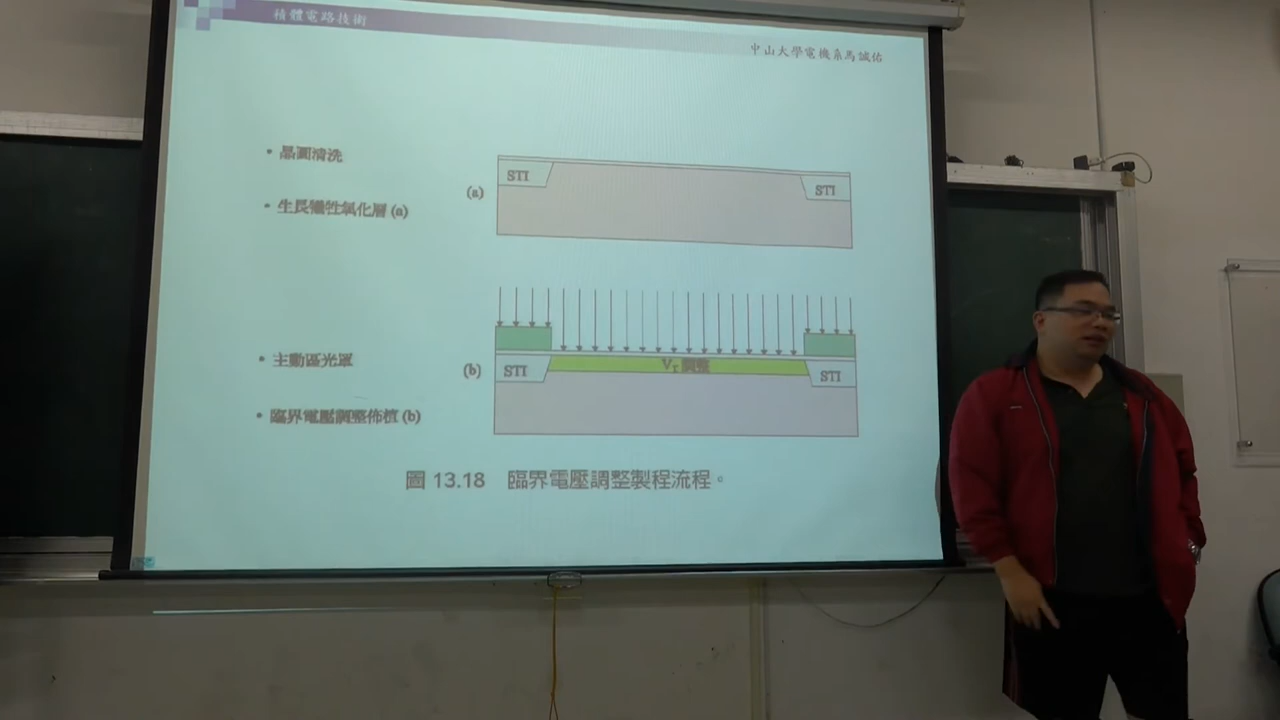 積體電路技術
中山大學電機系馬誠佑
• 晶圓清洗
• 生長犧牲氧化層 (a)
(a)
STI
STI
• 主動區光罩
• 臨界電壓調整佈植 (b)
(b)
STI
V_T 調整
STI
圖 13.18 臨界電壓調整製程流程。